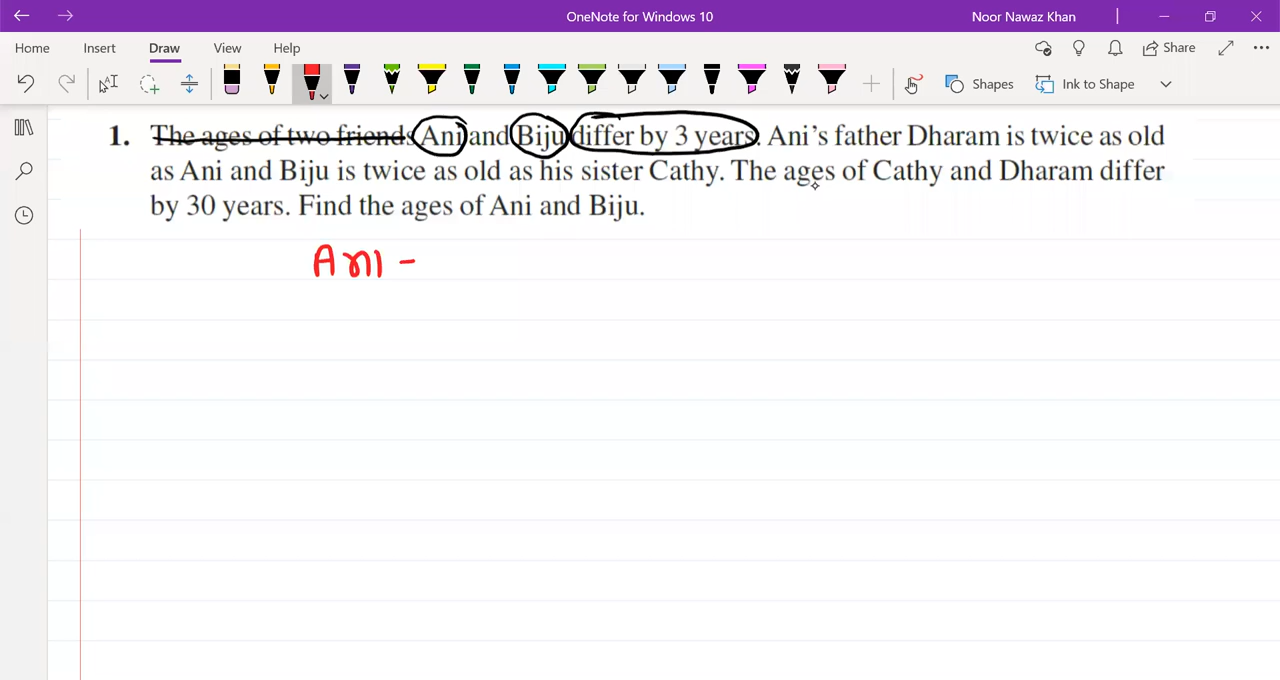 OneNote for Windows 10
Noor Nawaz Khan
Home Insert Draw View Help
Share
Shapes
Ink to Shape
1. The ages of two friends Ani and Biju differ by 3 years. Ani's father Dharam is twice as old
as Ani and Biju is twice as old as his sister Cathy. The ages of Cathy and Dharam differ
by 30 years. Find the ages of Ani and Biju.
Ani -